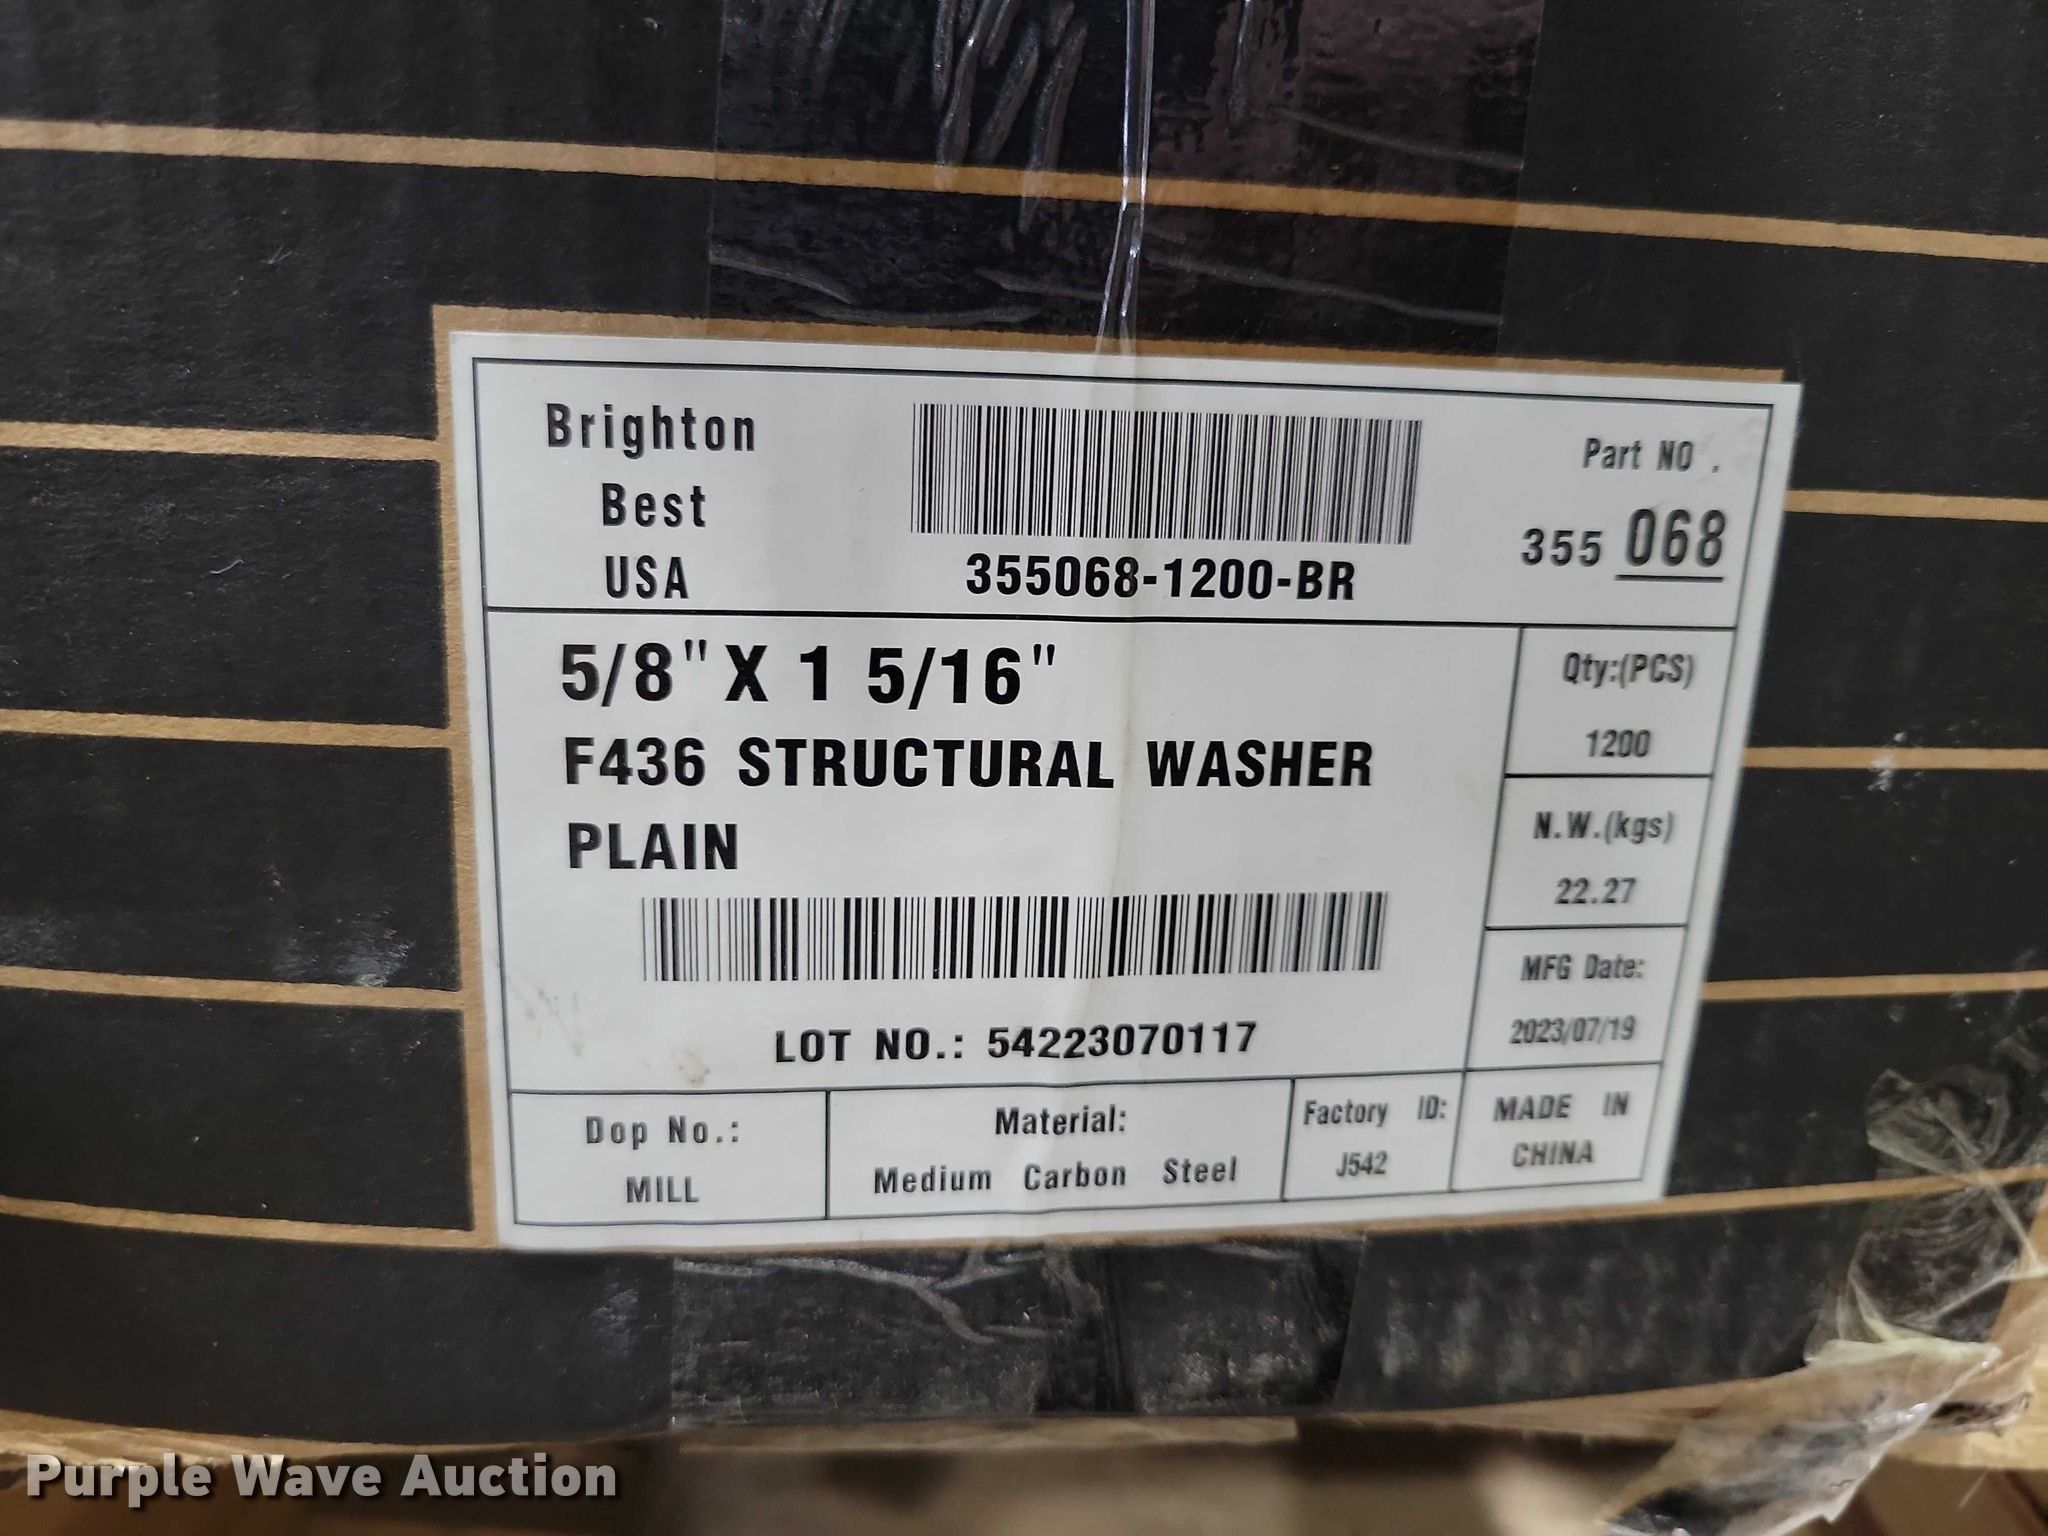 Brighton
Best
USA
355068-1200-BR
Part NO .
355 068
5/8" X 1 5/16"
F436 STRUCTURAL WASHER
PLAIN
Qty:(PCS)
1200
N.W.(kgs)
22.27
MFG Date:
2023/07/19
LOT NO.: 54223070117
Dop No.:
MILL
Material:
Medium Carbon Steel
Factory ID:
J542
MADE IN
CHINA
Purple Wave Auction